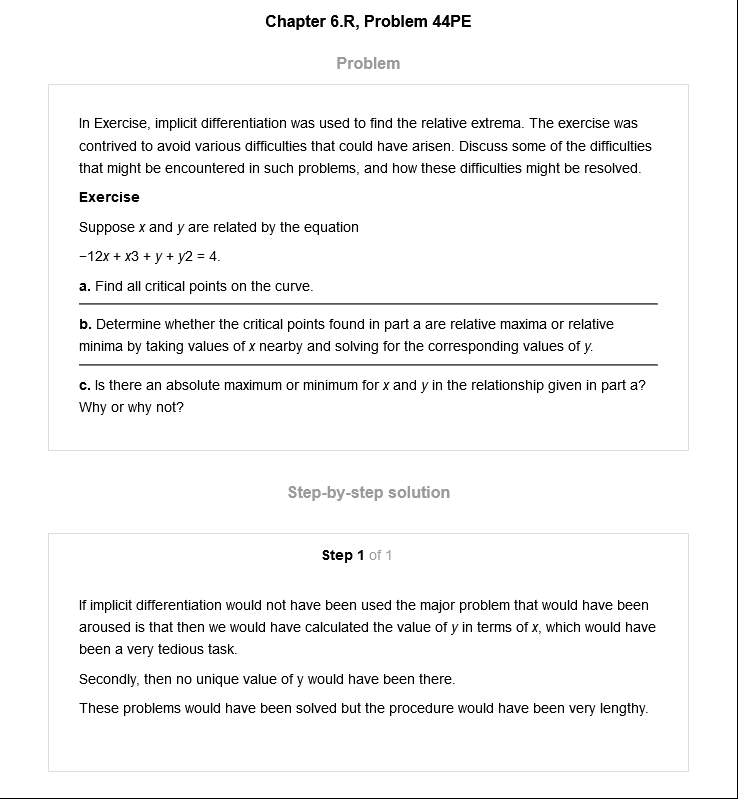 Chapter 6.R, Problem 44PE
Problem
In Exercise, implicit differentiation was used to find the relative extrema. The exercise was
contrived to avoid various difficulties that could have arisen. Discuss some of the difficulties
that might be encountered in such problems, and how these difficulties might be resolved.
Exercise
Suppose x and y are related by the equation
−12x + x3 + y + y2 = 4.
a. Find all critical points on the curve.
b. Determine whether the critical points found in part a are relative maxima or relative
minima by taking values of x nearby and solving for the corresponding values of y.
c. Is there an absolute maximum or minimum for x and y in the relationship given in part a?
Why or why not?
Step-by-step solution
Step 1 of 1
If implicit differentiation would not have been used the major problem that would have been
aroused is that then we would have calculated the value of y in terms of x, which would have
been a very tedious task.
Secondly, then no unique value of y would have been there.
These problems would have been solved but the procedure would have been very lengthy.